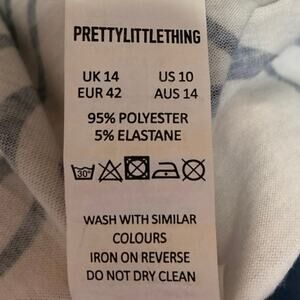 PRETTYLITTLETHING
UK 14 US 10
EUR 42 AUS 14
95% POLYESTER
5% ELASTANE
30°
WASH WITH SIMILAR
COLOURS
IRON ON REVERSE
DO NOT DRY CLEAN